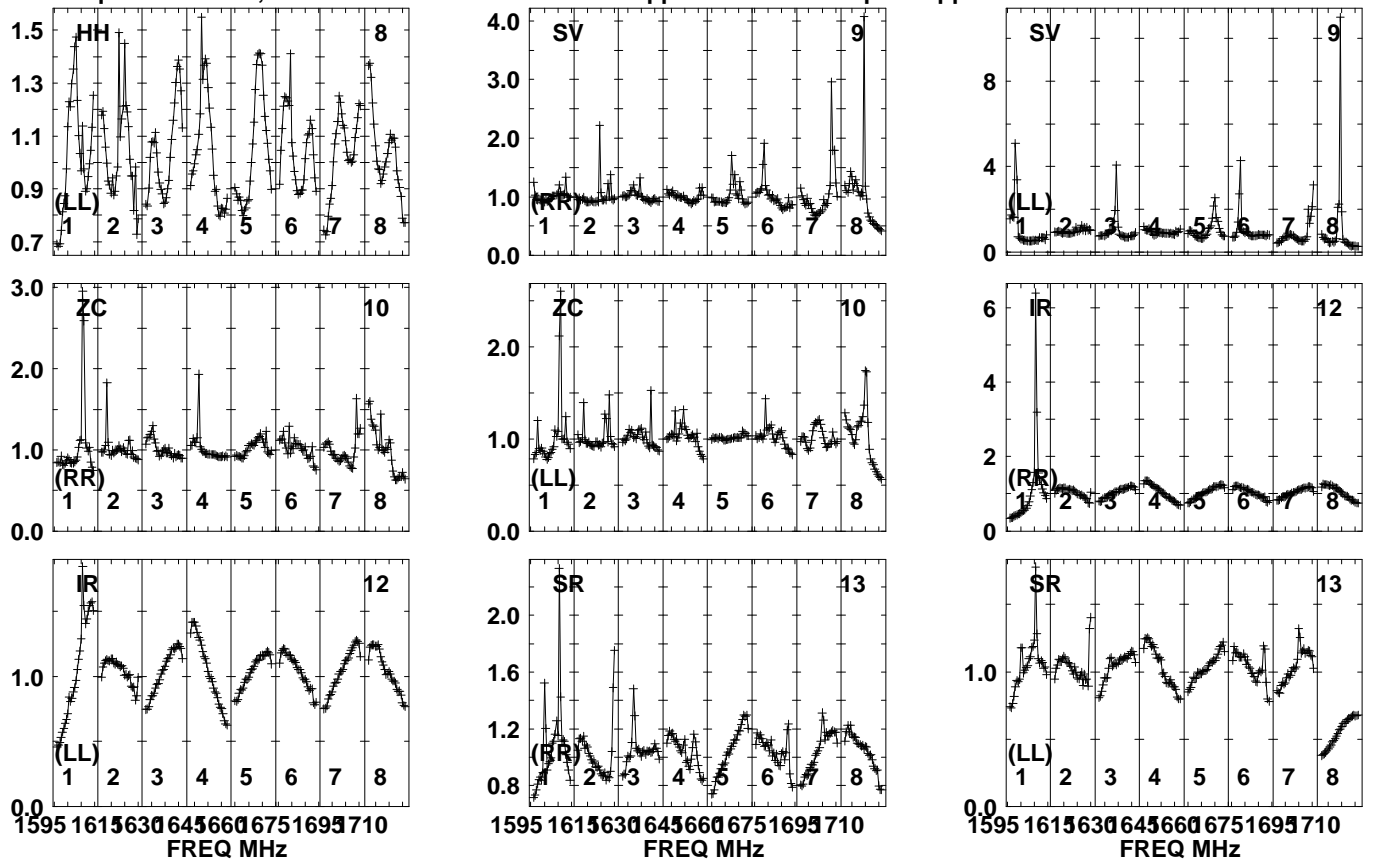 HH 8
1.5
1.3
1.1
0.9
0.7
(LL)
1 2 3 4 5 6 7 8
SV 9
4.0
3.0
2.0
1.0
0.0
(RR)
1 2 3 4 5 6 7 8
SV 9
8
4
0
(LL)
1 2 3 4 5 6 7 8
ZC 10
3.0
2.0
1.0
0.0
(RR)
1 2 3 4 5 6 7 8
ZC 10
2.0
1.0
0.0
(LL)
1 2 3 4 5 6 7 8
IR 12
6
4
2
0
(RR)
1 2 3 4 5 6 7 8
IR 12
1.0
0.0
(LL)
1 2 3 4 5 6 7 8
1595 1615 1630 1645 1660 1675 1695 1710
FREQ MHz
SR 13
2.0
1.6
1.2
0.8
(RR)
1 2 3 4 5 6 7 8
1595 1615 1630 1645 1660 1675 1695 1710
FREQ MHz
SR 13
1.0
0.0
(LL)
1 2 3 4 5 6 7 8
1595 1615 1630 1645 1660 1675 1695 1710
FREQ MHz